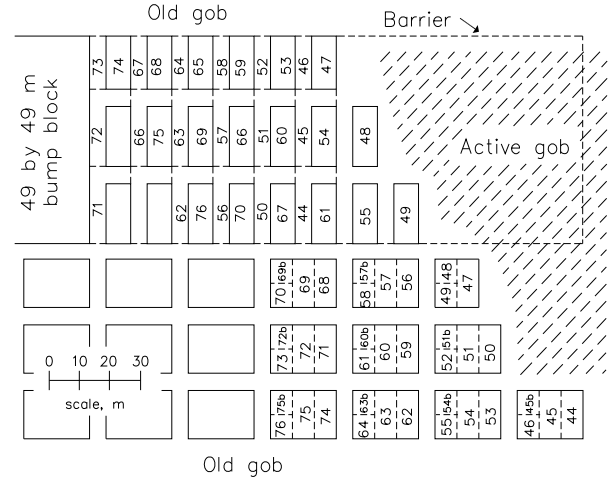 Old gob
Barrier
49 by 49 m
bump block
73 74 67 68 64 65 58 59 52 53 46 47
72 66 75 63 69 57 66 51 60 45 54 48
Active gob
71 62 76 56 70 50 67 44 61 55 49
70 69b 69 68 58 57b 57 56 49 48 47
73 72b 72 71 61 60b 60 59 52 51b 51 50
0 10 20 30
scale, m
76 75b 75 74 64 63b 63 62 55 54b 54 53 46 45b 45 44
Old gob